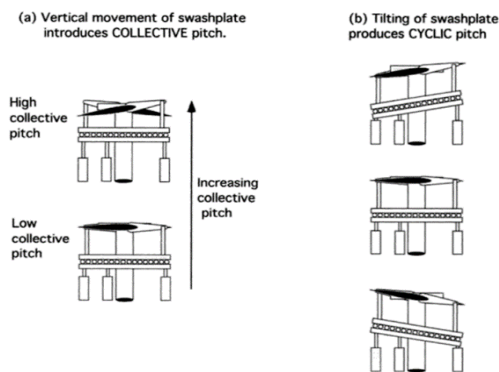 (a) Vertical movement of swashplate
introduces COLLECTIVE pitch.
High
collective
pitch
Increasing
collective
pitch
Low
collective
pitch
(b) Tilting of swashplate
produces CYCLIC pitch